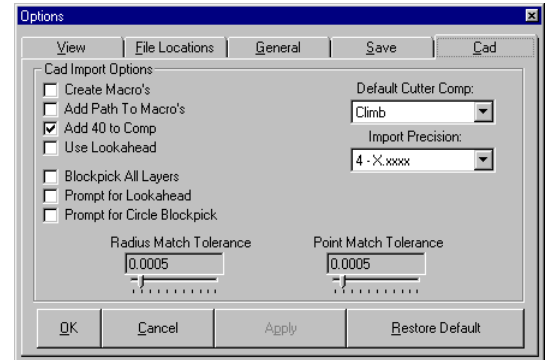 Options
View File Locations General Save Cad
Cad Import Options
Create Macro's
Add Path To Macro's
Add 40 to Comp
Use Lookahead
Blockpick All Layers
Prompt for Lookahead
Prompt for Circle Blockpick
Default Cutter Comp:
Climb
Import Precision:
4 - X.xxxx
Radius Match Tolerance Point Match Tolerance
0.0005 0.0005
OK Cancel Apply Restore Default